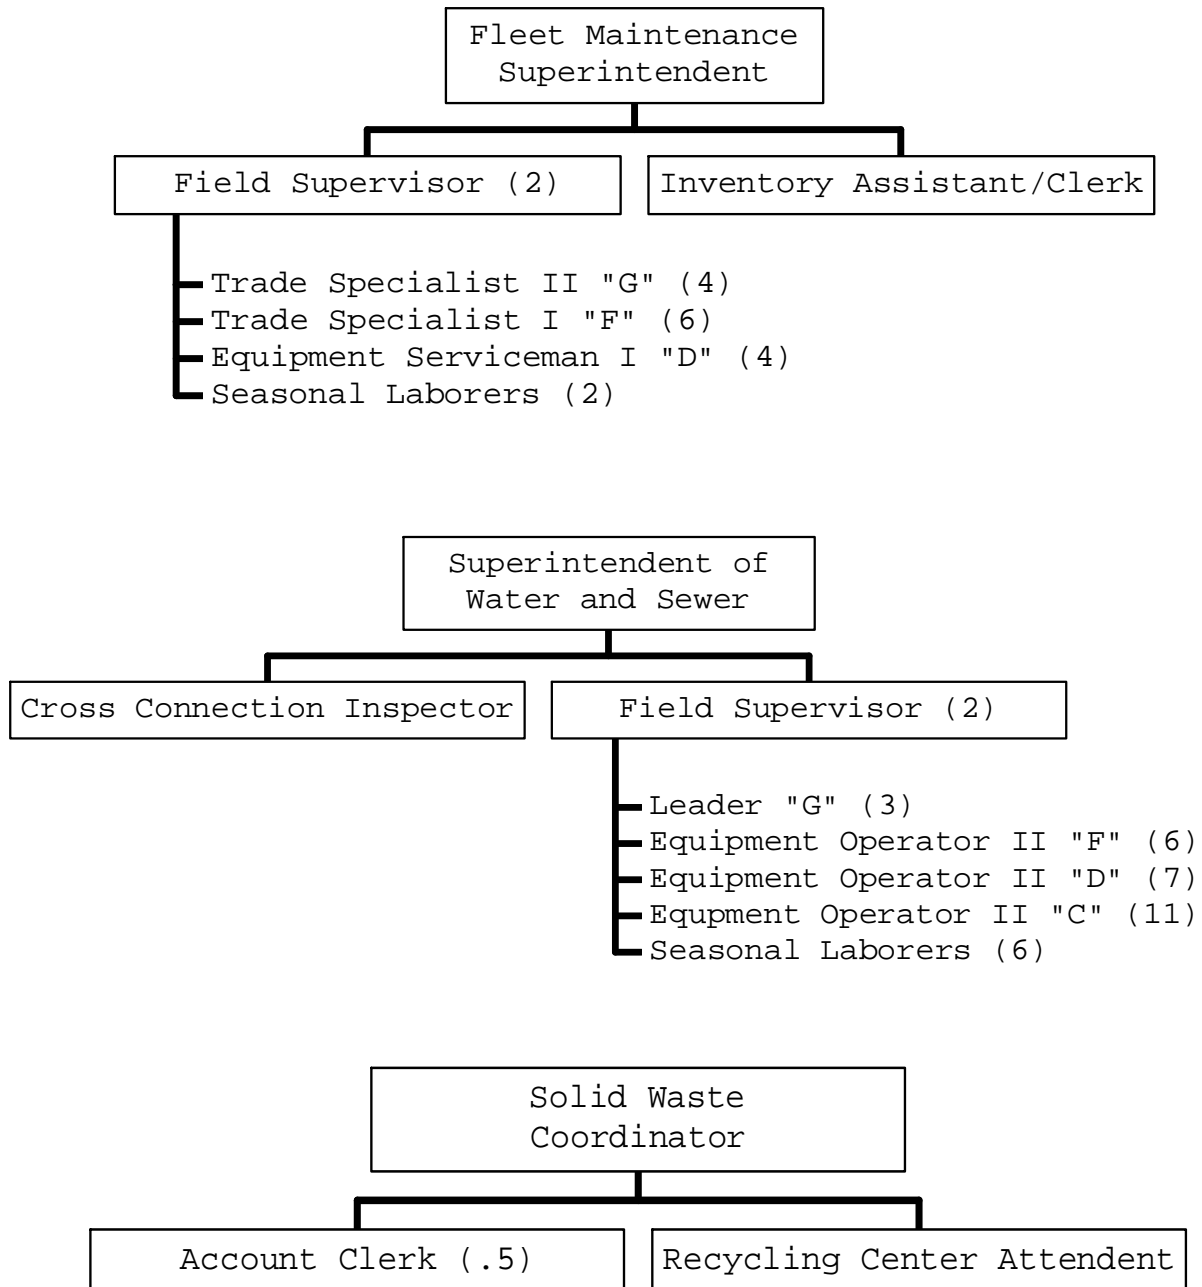 Fleet Maintenance
Superintendent
Field Supervisor (2)
Inventory Assistant/Clerk
Trade Specialist II "G" (4)
Trade Specialist I "F" (6)
Equipment Serviceman I "D" (4)
Seasonal Laborers (2)
Superintendent of
Water and Sewer
Cross Connection Inspector
Field Supervisor (2)
Leader "G" (3)
Equipment Operator II "F" (6)
Equipment Operator II "D" (7)
Equpment Operator II "C" (11)
Seasonal Laborers (6)
Solid Waste
Coordinator
Account Clerk (.5)
Recycling Center Attendent